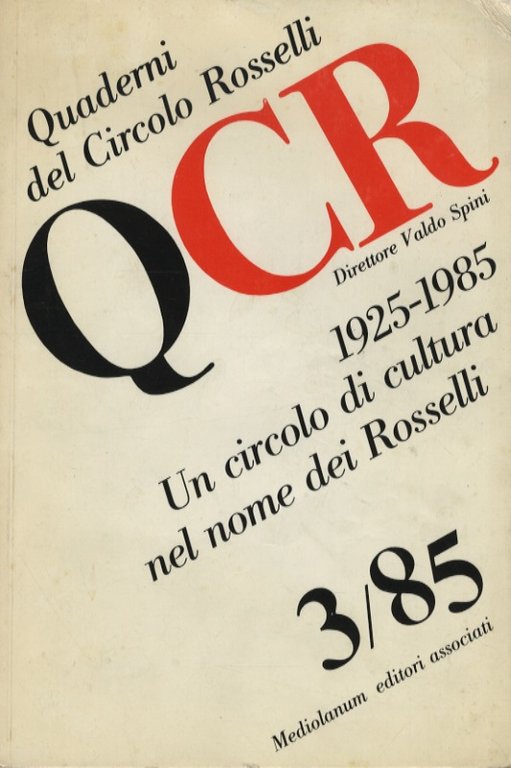 Quaderni
del Circolo Rosselli
QCR
Direttore Valdo Spini
1925-1985
Un circolo di cultura
nel nome dei Rosselli
3/85
Mediolanum editori associati